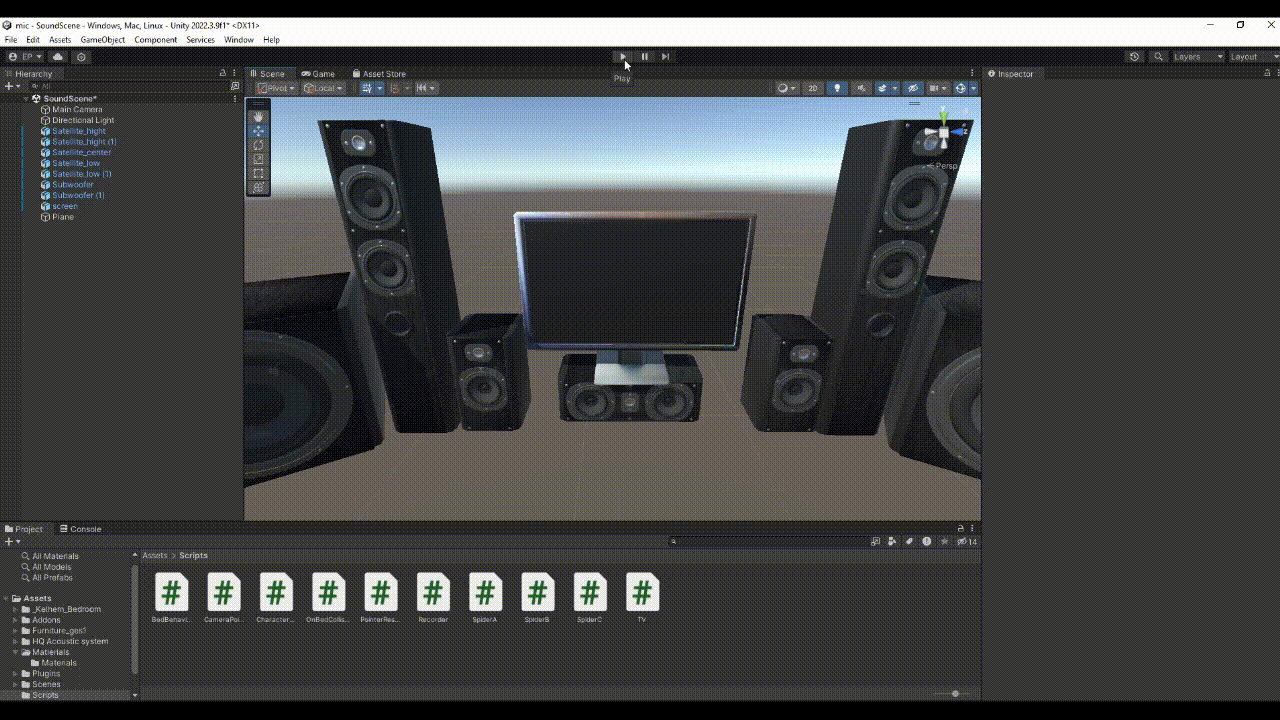 mic - SoundScene - Windows, Mac, Linux - Unity 2022.3.9f1* <DX11>
File Edit Assets GameObject Component Services Window Help
EP Layers Layout
Play
Hierarchy
Scene Game Asset Store
Inspector
All
Pivot Local 2D
SoundScene*
Main Camera
Directional Light
Satellite_hight
Satellite_hight (1)
Satellite_center
Satellite_low
Satellite_low (1)
Subwoofer
Subwoofer (1)
screen
Plane
y
z
Persp
Project Console
14
All Materials
All Models
All Prefabs
Assets
_Kelhem_Bedroom
Addons
Furniture_ges1
HQ Acoustic system
Matierials
Materials
Plugins
Scenes
Scripts
Assets > Scripts
BedBehavi... CameraPoi... Character... OnBedCollis... PointerRes... Recorder SpiderA SpiderB SpiderC TV